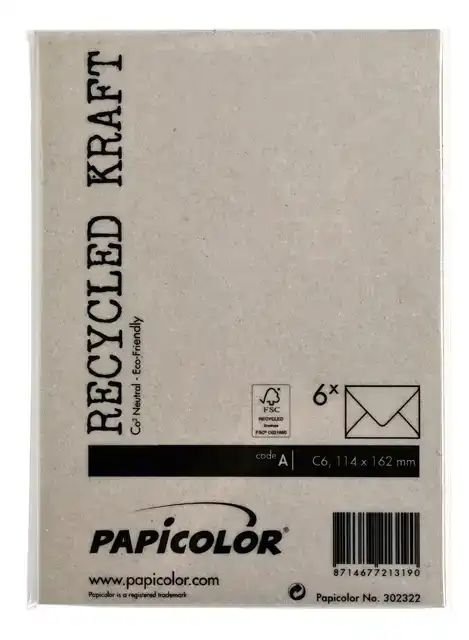 RECYCLED KRAFT
Co² Neutral - Eco-Friendly
FSC
RECYCLED
6x
code A
C6, 114 x 162 mm
PAPICOLOR®
www.papicolor.com
Papicolor is a registered trademark
8714677213190
Papicolor No. 302322